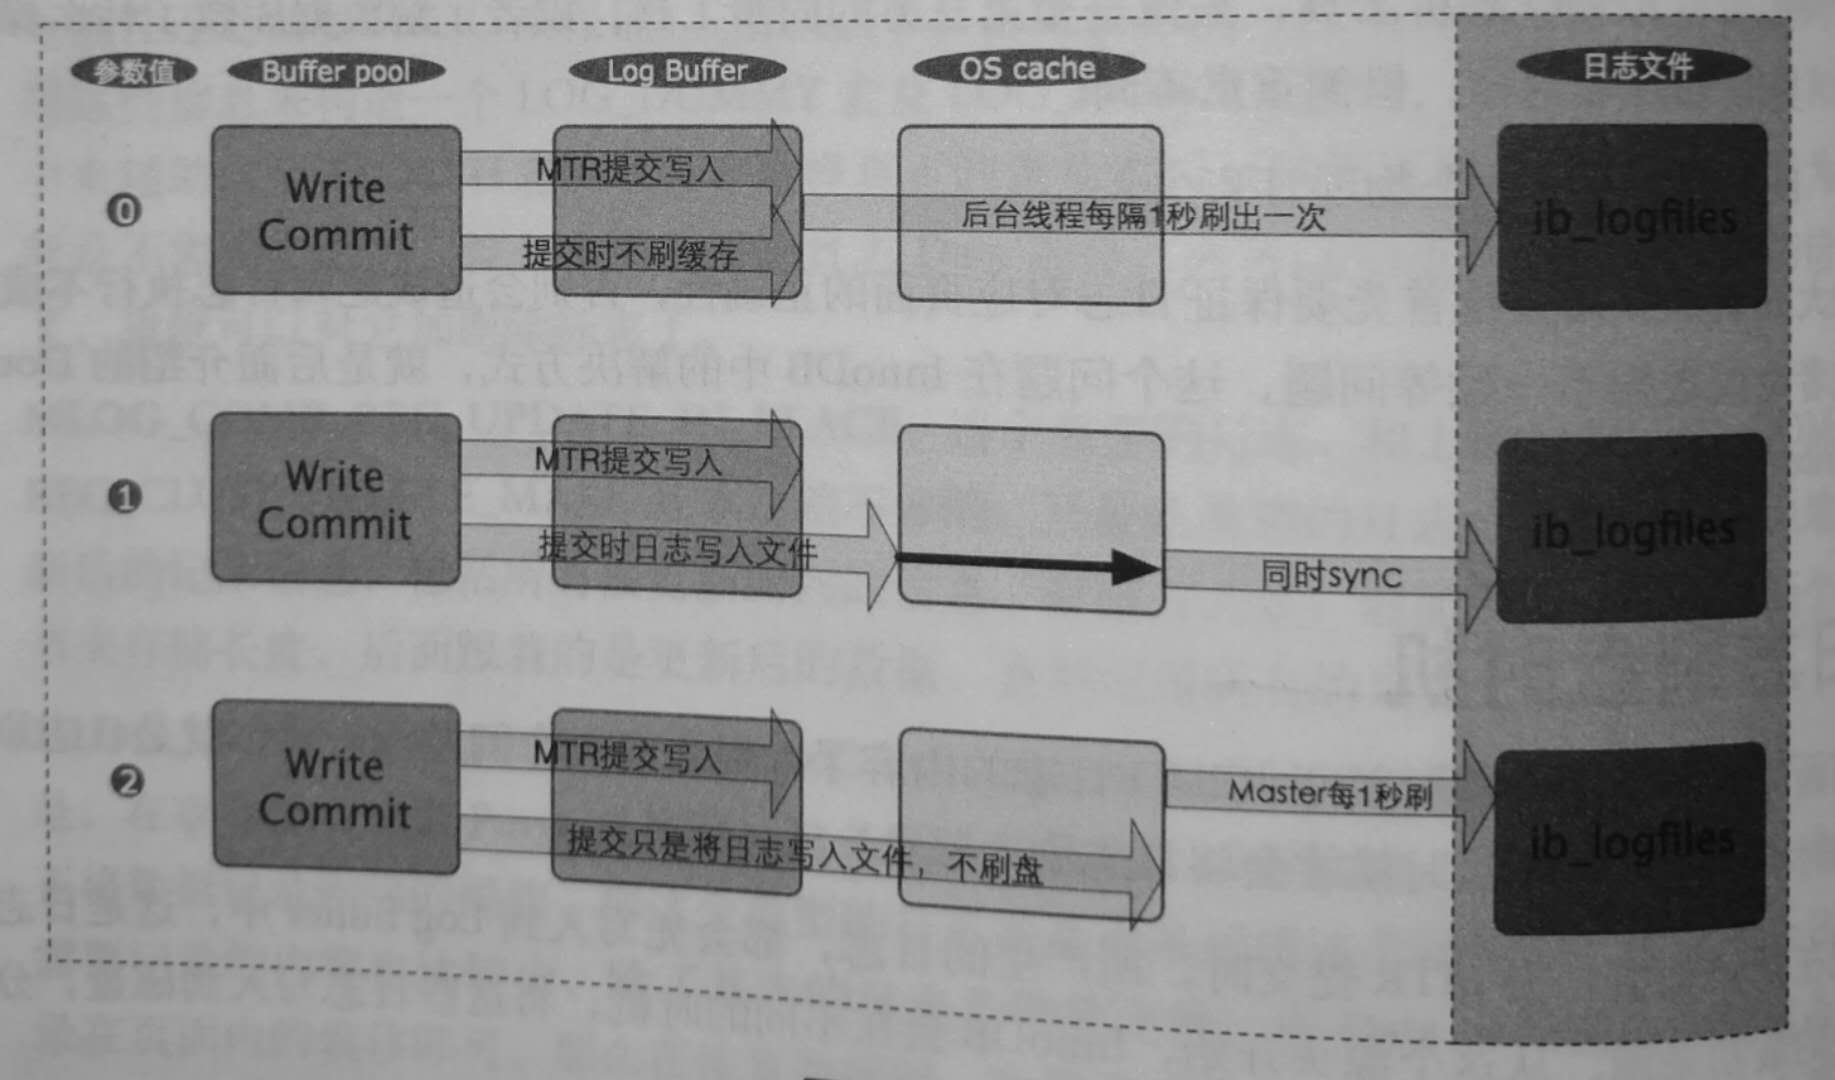 参数值 Buffer pool Log Buffer OS cache 日志文件
0
Write
Commit
MTR提交写入
提交时不刷缓存
后台线程每隔1秒刷出一次
ib_logfiles
1
Write
Commit
MTR提交写入
提交时日志写入文件
同时sync
ib_logfiles
2
Write
Commit
MTR提交写入
提交只是将日志写入文件，不刷盘
Master每1秒刷
ib_logfiles